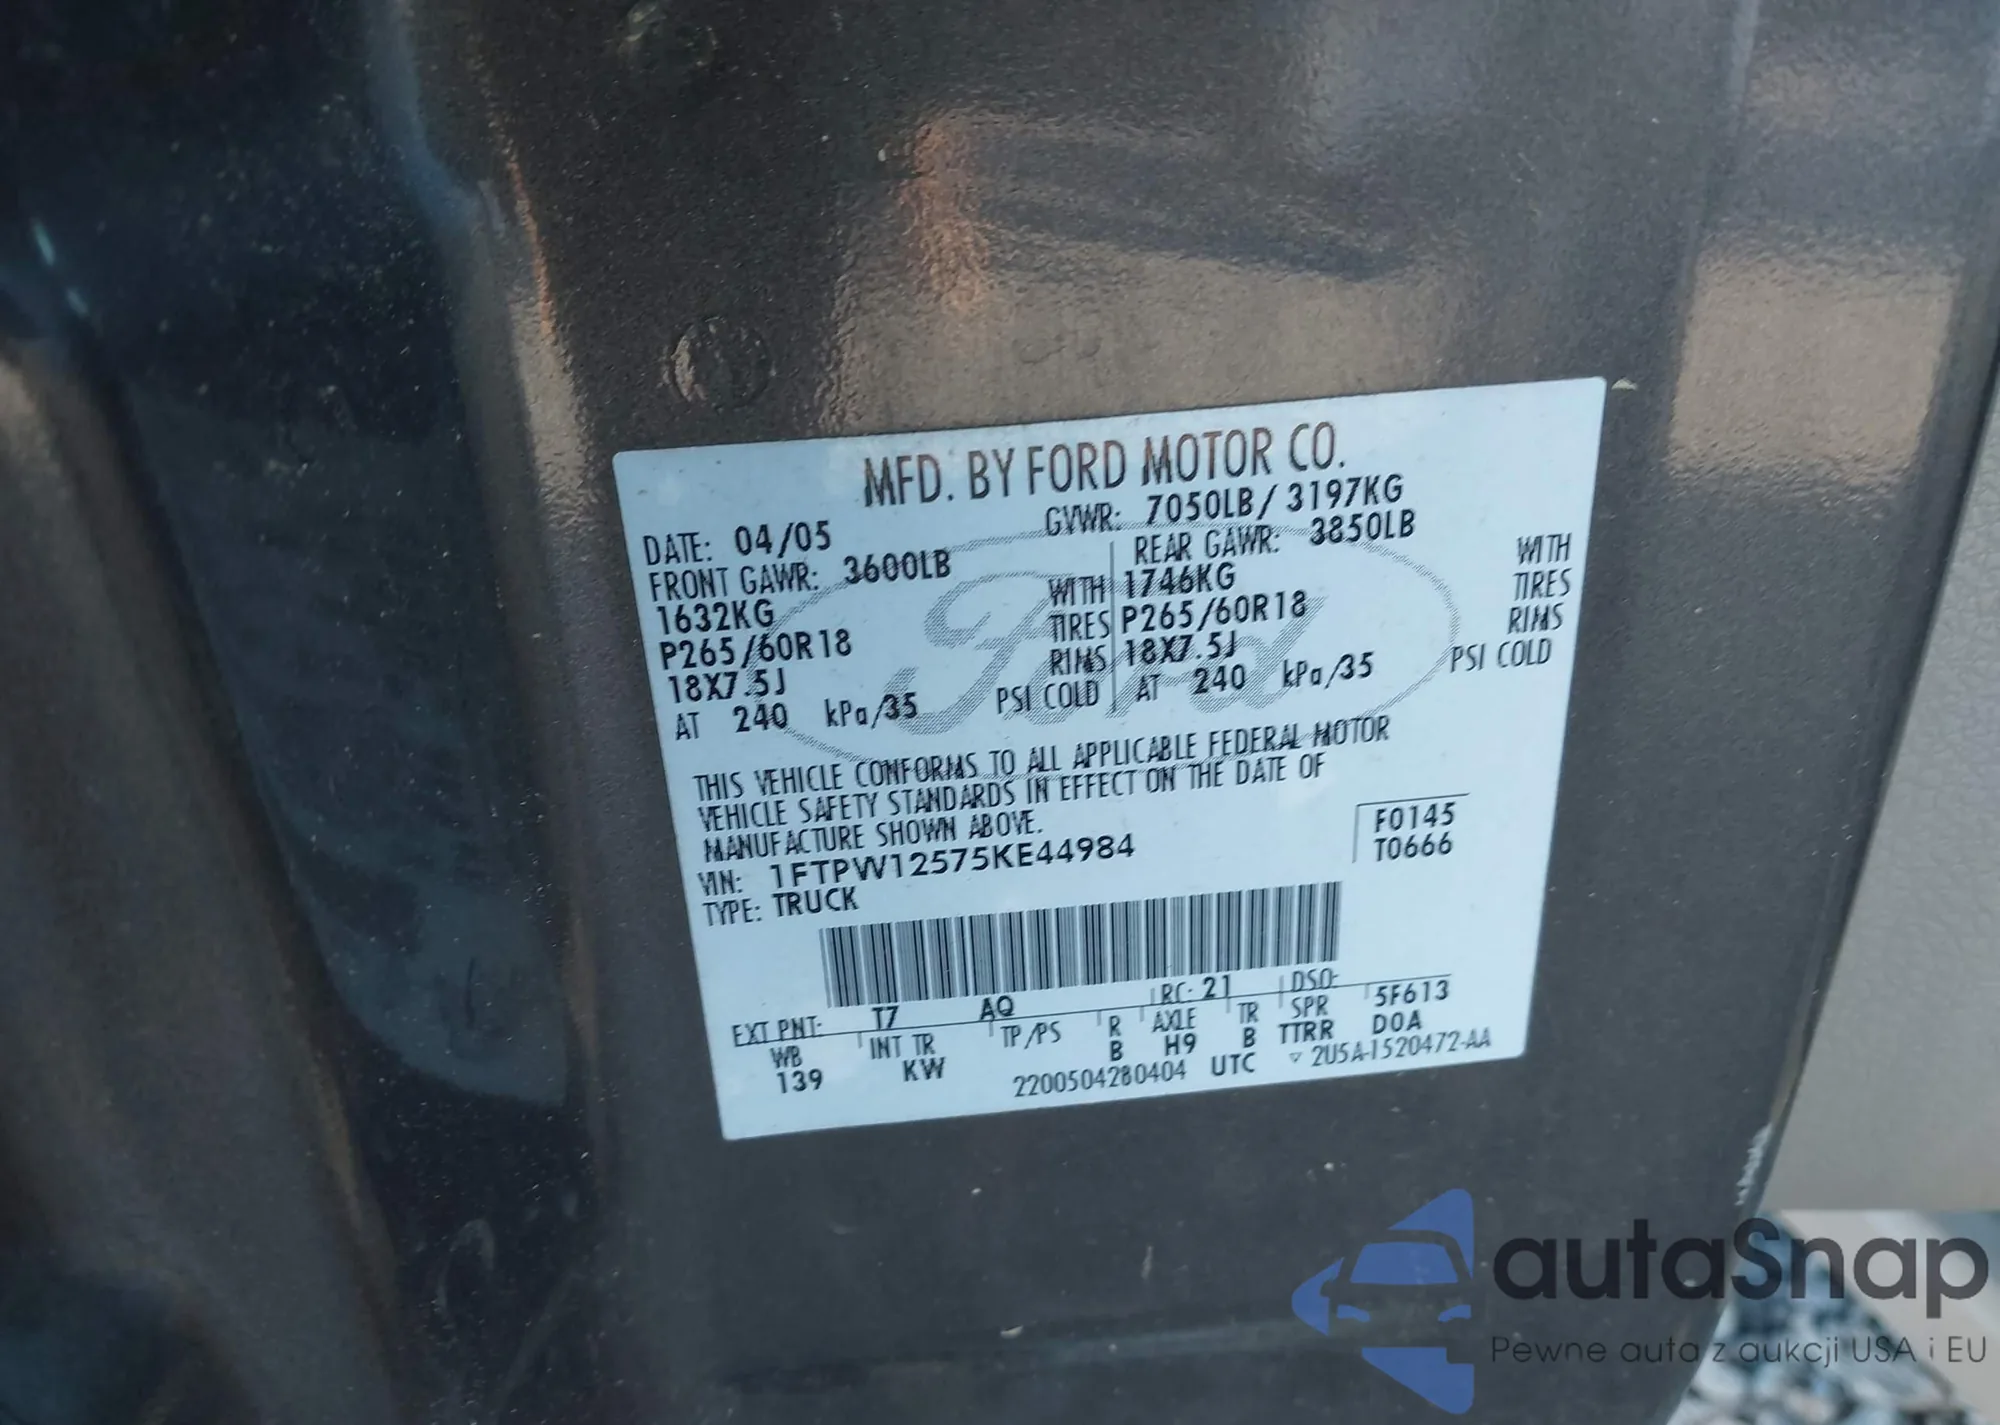 MFD. BY FORD MOTOR CO.
DATE: 04/05 GVWR: 7050LB/ 3197KG
FRONT GAWR: 3600LB REAR GAWR: 3850LB
1632KG WITH 1746KG WITH
P265/60R18 TIRES P265/60R18 TIRES
18X7.5J RIMS 18X7.5J RIMS
AT 240 kPa/35 PSI COLD AT 240 kPa/35 PSI COLD
Ford
THIS VEHICLE CONFORMS TO ALL APPLICABLE FEDERAL MOTOR
VEHICLE SAFETY STANDARDS IN EFFECT ON THE DATE OF
MANUFACTURE SHOWN ABOVE.
F0145
VIN: 1FTPW12575KE44984 T0666
TYPE: TRUCK
EXT PNT: T7 AQ RC: 21 DSO: 5F613
WB INT TR TP/PS R AXLE TR SPR D0A
139 KW B H9 B TTRR
2200504280404 UTC ▽ 2U5A-1520472-AA
autaSnap
Pewne auta z aukcji USA i EU